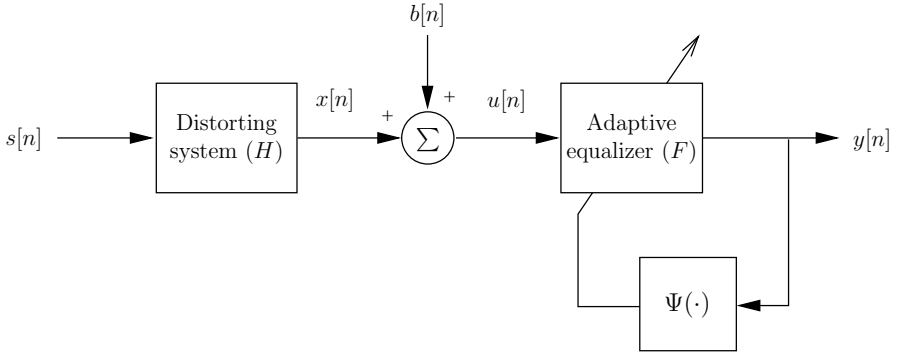 b[n]
s[n]
Distorting
system (H)
x[n]
+
+
∑
u[n]
Adaptive
equalizer (F)
y[n]
Ψ(·)